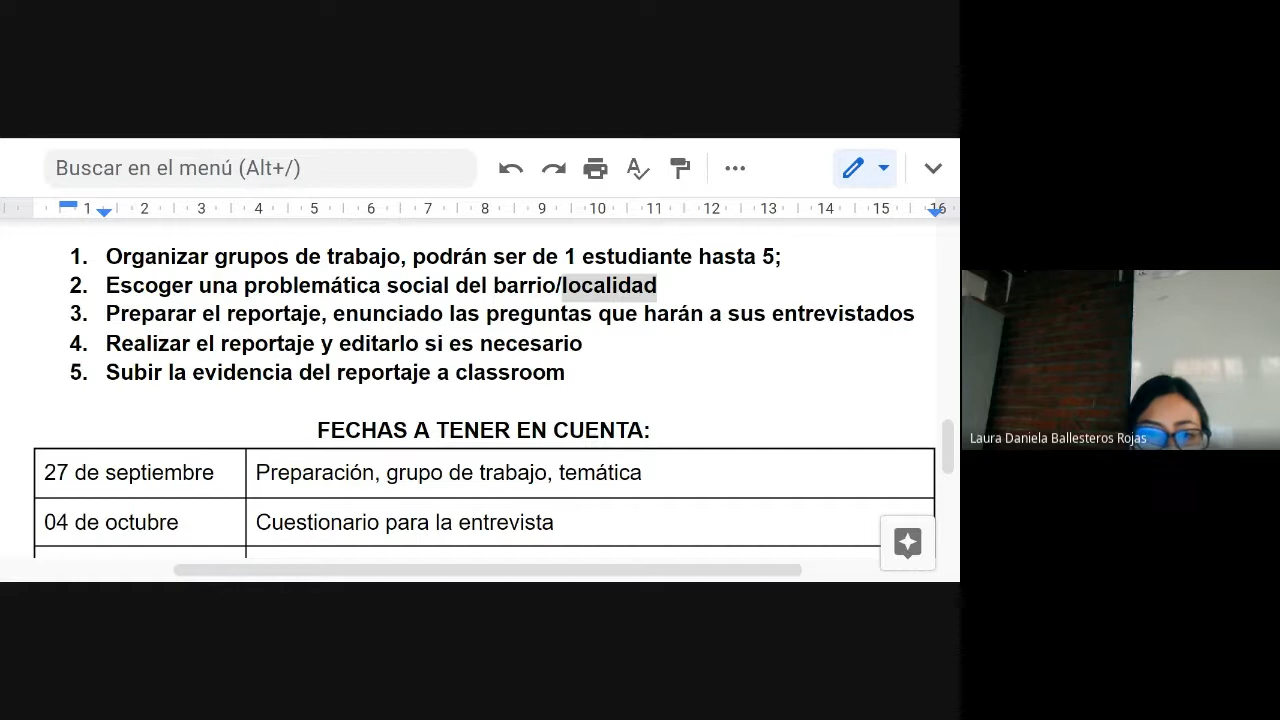 Buscar en el menú (Alt+/)
1 2 3 4 5 6 7 8 9 10 11 12 13 14 15 16
1. Organizar grupos de trabajo, podrán ser de 1 estudiante hasta 5;
2. Escoger una problemática social del barrio/localidad
3. Preparar el reportaje, enunciado las preguntas que harán a sus entrevistados
4. Realizar el reportaje y editarlo si es necesario
5. Subir la evidencia del reportaje a classroom
FECHAS A TENER EN CUENTA:
27 de septiembre Preparación, grupo de trabajo, temática
04 de octubre Cuestionario para la entrevista
Laura Daniela Ballesteros Rojas